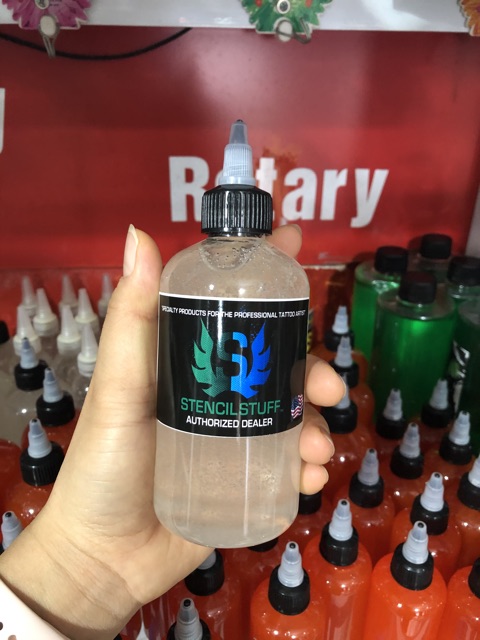 Rotary
SPECIALTY PRODUCTS FOR THE PROFESSIONAL TATTOO ARTIST
S
STENCILSTUFF
AUTHORIZED DEALER